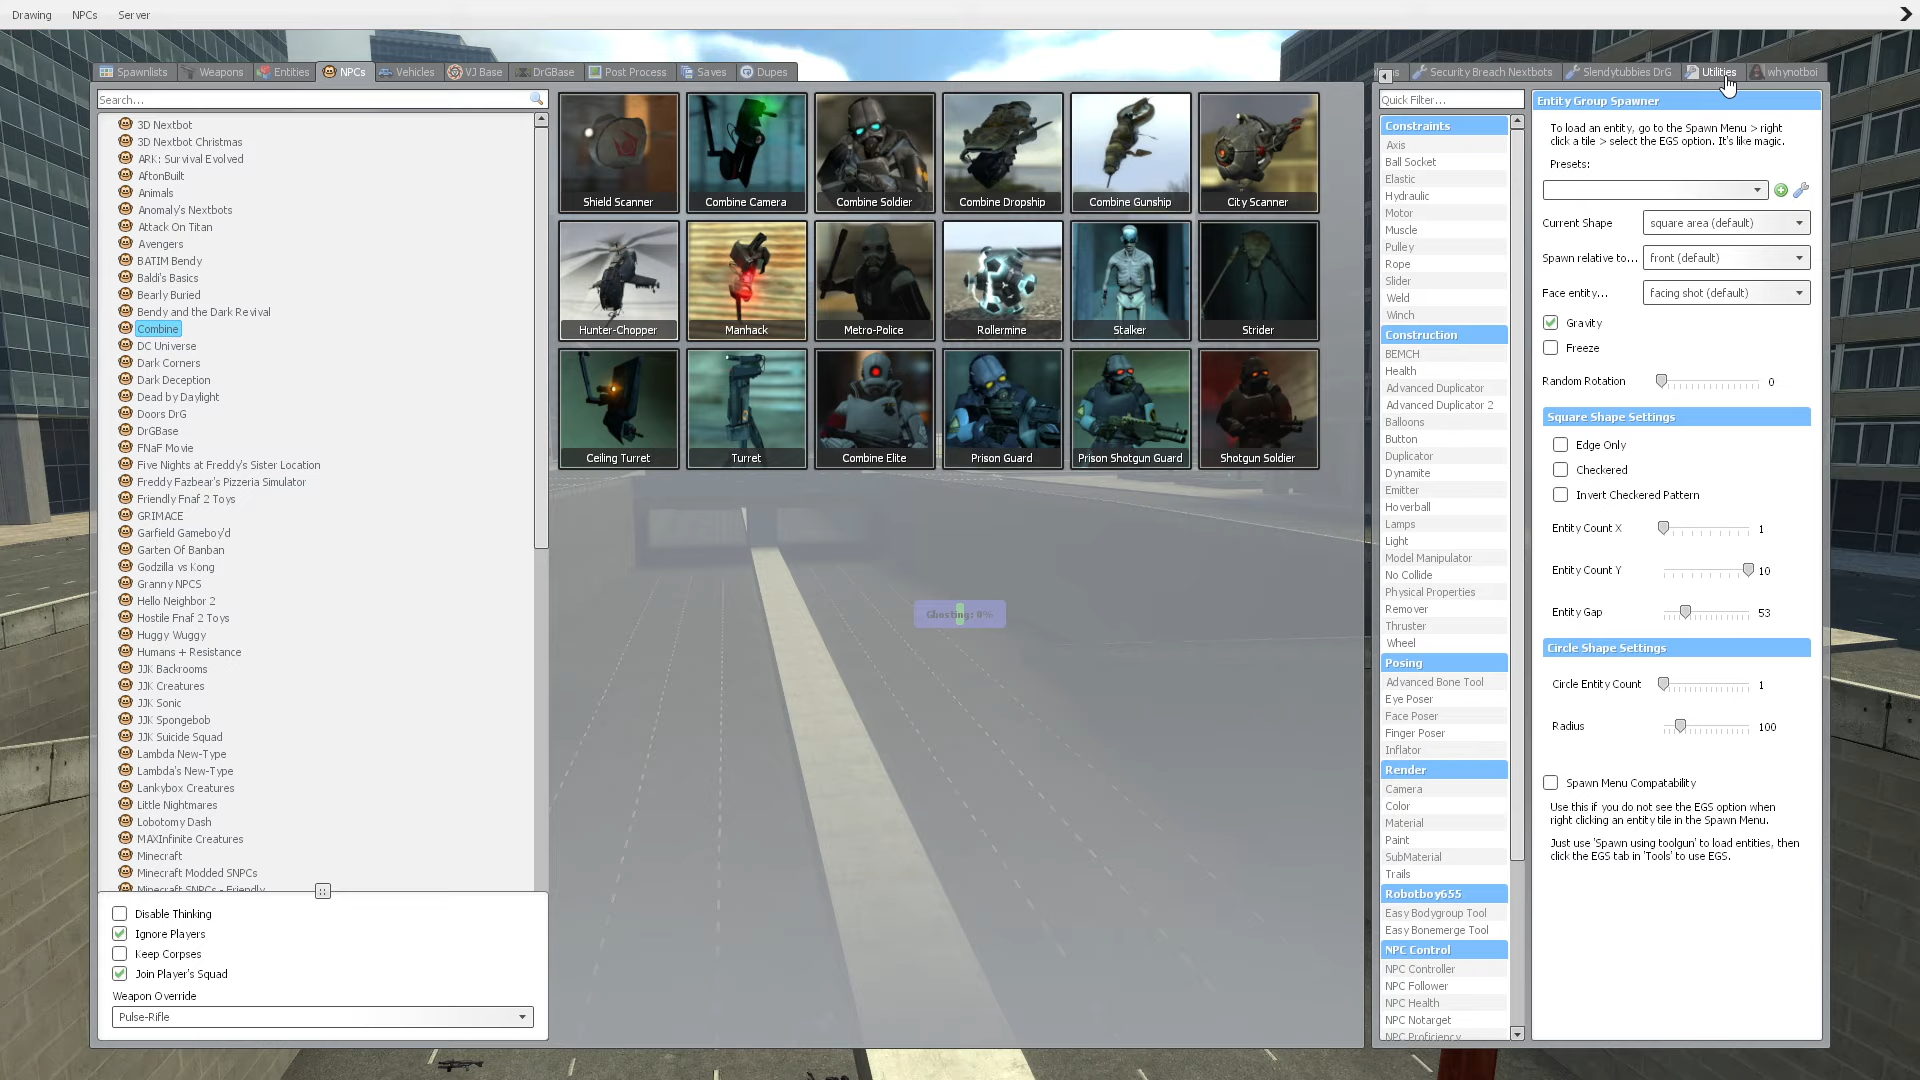 Drawing NPCs Server
Spawnlists Weapons Entities NPCs Vehicles VJ Base DrGBase Post Process Saves Dupes
Security Breach Nextbots Slendytubbies DrG Utilities whynotboi
Search...
3D Nextbot
3D Nextbot Christmas
ARK: Survival Evolved
AftonBuilt
Animals
Anomaly's Nextbots
Attack On Titan
Avengers
BATIM Bendy
Baldi's Basics
Bearly Buried
Bendy and the Dark Revival
Combine
DC Universe
Dark Corners
Dark Deception
Dead by Daylight
Doors DrG
DrGBase
FNaF Movie
Five Nights at Freddy's Sister Location
Freddy Fazbear's Pizzeria Simulator
Friendly Fnaf 2 Toys
GRIMACE
Garfield Gameboy'd
Garten Of Banban
Godzilla vs Kong
Granny NPCS
Hello Neighbor 2
Hostile Fnaf 2 Toys
Huggy Wuggy
Humans + Resistance
JJK Backrooms
JJK Creatures
JJK Sonic
JJK Spongebob
JJK Suicide Squad
Lambda New-Type
Lambda's New-Type
Lankybox Creatures
Little Nightmares
Lobotomy Dash
MAXInfinite Creatures
Minecraft
Minecraft Modded SNPCs
Minecraft SNPCs - Friendly
Disable Thinking
Ignore Players
Keep Corpses
Join Player's Squad
Weapon Override
Pulse-Rifle
Shield Scanner Combine Camera Combine Soldier Combine Dropship Combine Gunship City Scanner
Hunter-Chopper Manhack Metro-Police Rollermine Stalker Strider
Ceiling Turret Turret Combine Elite Prison Guard Prison Shotgun Guard Shotgun Soldier
Ghosting: 0%
Quick Filter...
Constraints
Axis
Ball Socket
Elastic
Hydraulic
Motor
Muscle
Pulley
Rope
Slider
Weld
Winch
Construction
BEMCH
Health
Advanced Duplicator
Advanced Duplicator 2
Balloons
Button
Duplicator
Dynamite
Emitter
Hoverball
Lamps
Light
Model Manipulator
No Collide
Physical Properties
Remover
Thruster
Wheel
Posing
Advanced Bone Tool
Eye Poser
Face Poser
Finger Poser
Inflator
Render
Camera
Color
Material
Paint
SubMaterial
Trails
Robotboy655
Easy Bodygroup Tool
Easy Bonemerge Tool
NPC Control
NPC Controller
NPC Follower
NPC Health
NPC Notarget
NPC Proficiency
Entity Group Spawner
To load an entity, go to the Spawn Menu > right
click a tile > select the EGS option. It's like magic.
Presets:
Current Shape square area (default)
Spawn relative to... front (default)
Face entity... facing shot (default)
Gravity
Freeze
Random Rotation 0
Square Shape Settings
Edge Only
Checkered
Invert Checkered Pattern
Entity Count X 1
Entity Count Y 10
Entity Gap 53
Circle Shape Settings
Circle Entity Count 1
Radius 100
Spawn Menu Compatability
Use this if you do not see the EGS option when
right clicking an entity tile in the Spawn Menu.
Just use 'Spawn using toolgun' to load entities, then
click the EGS tab in 'Tools' to use EGS.